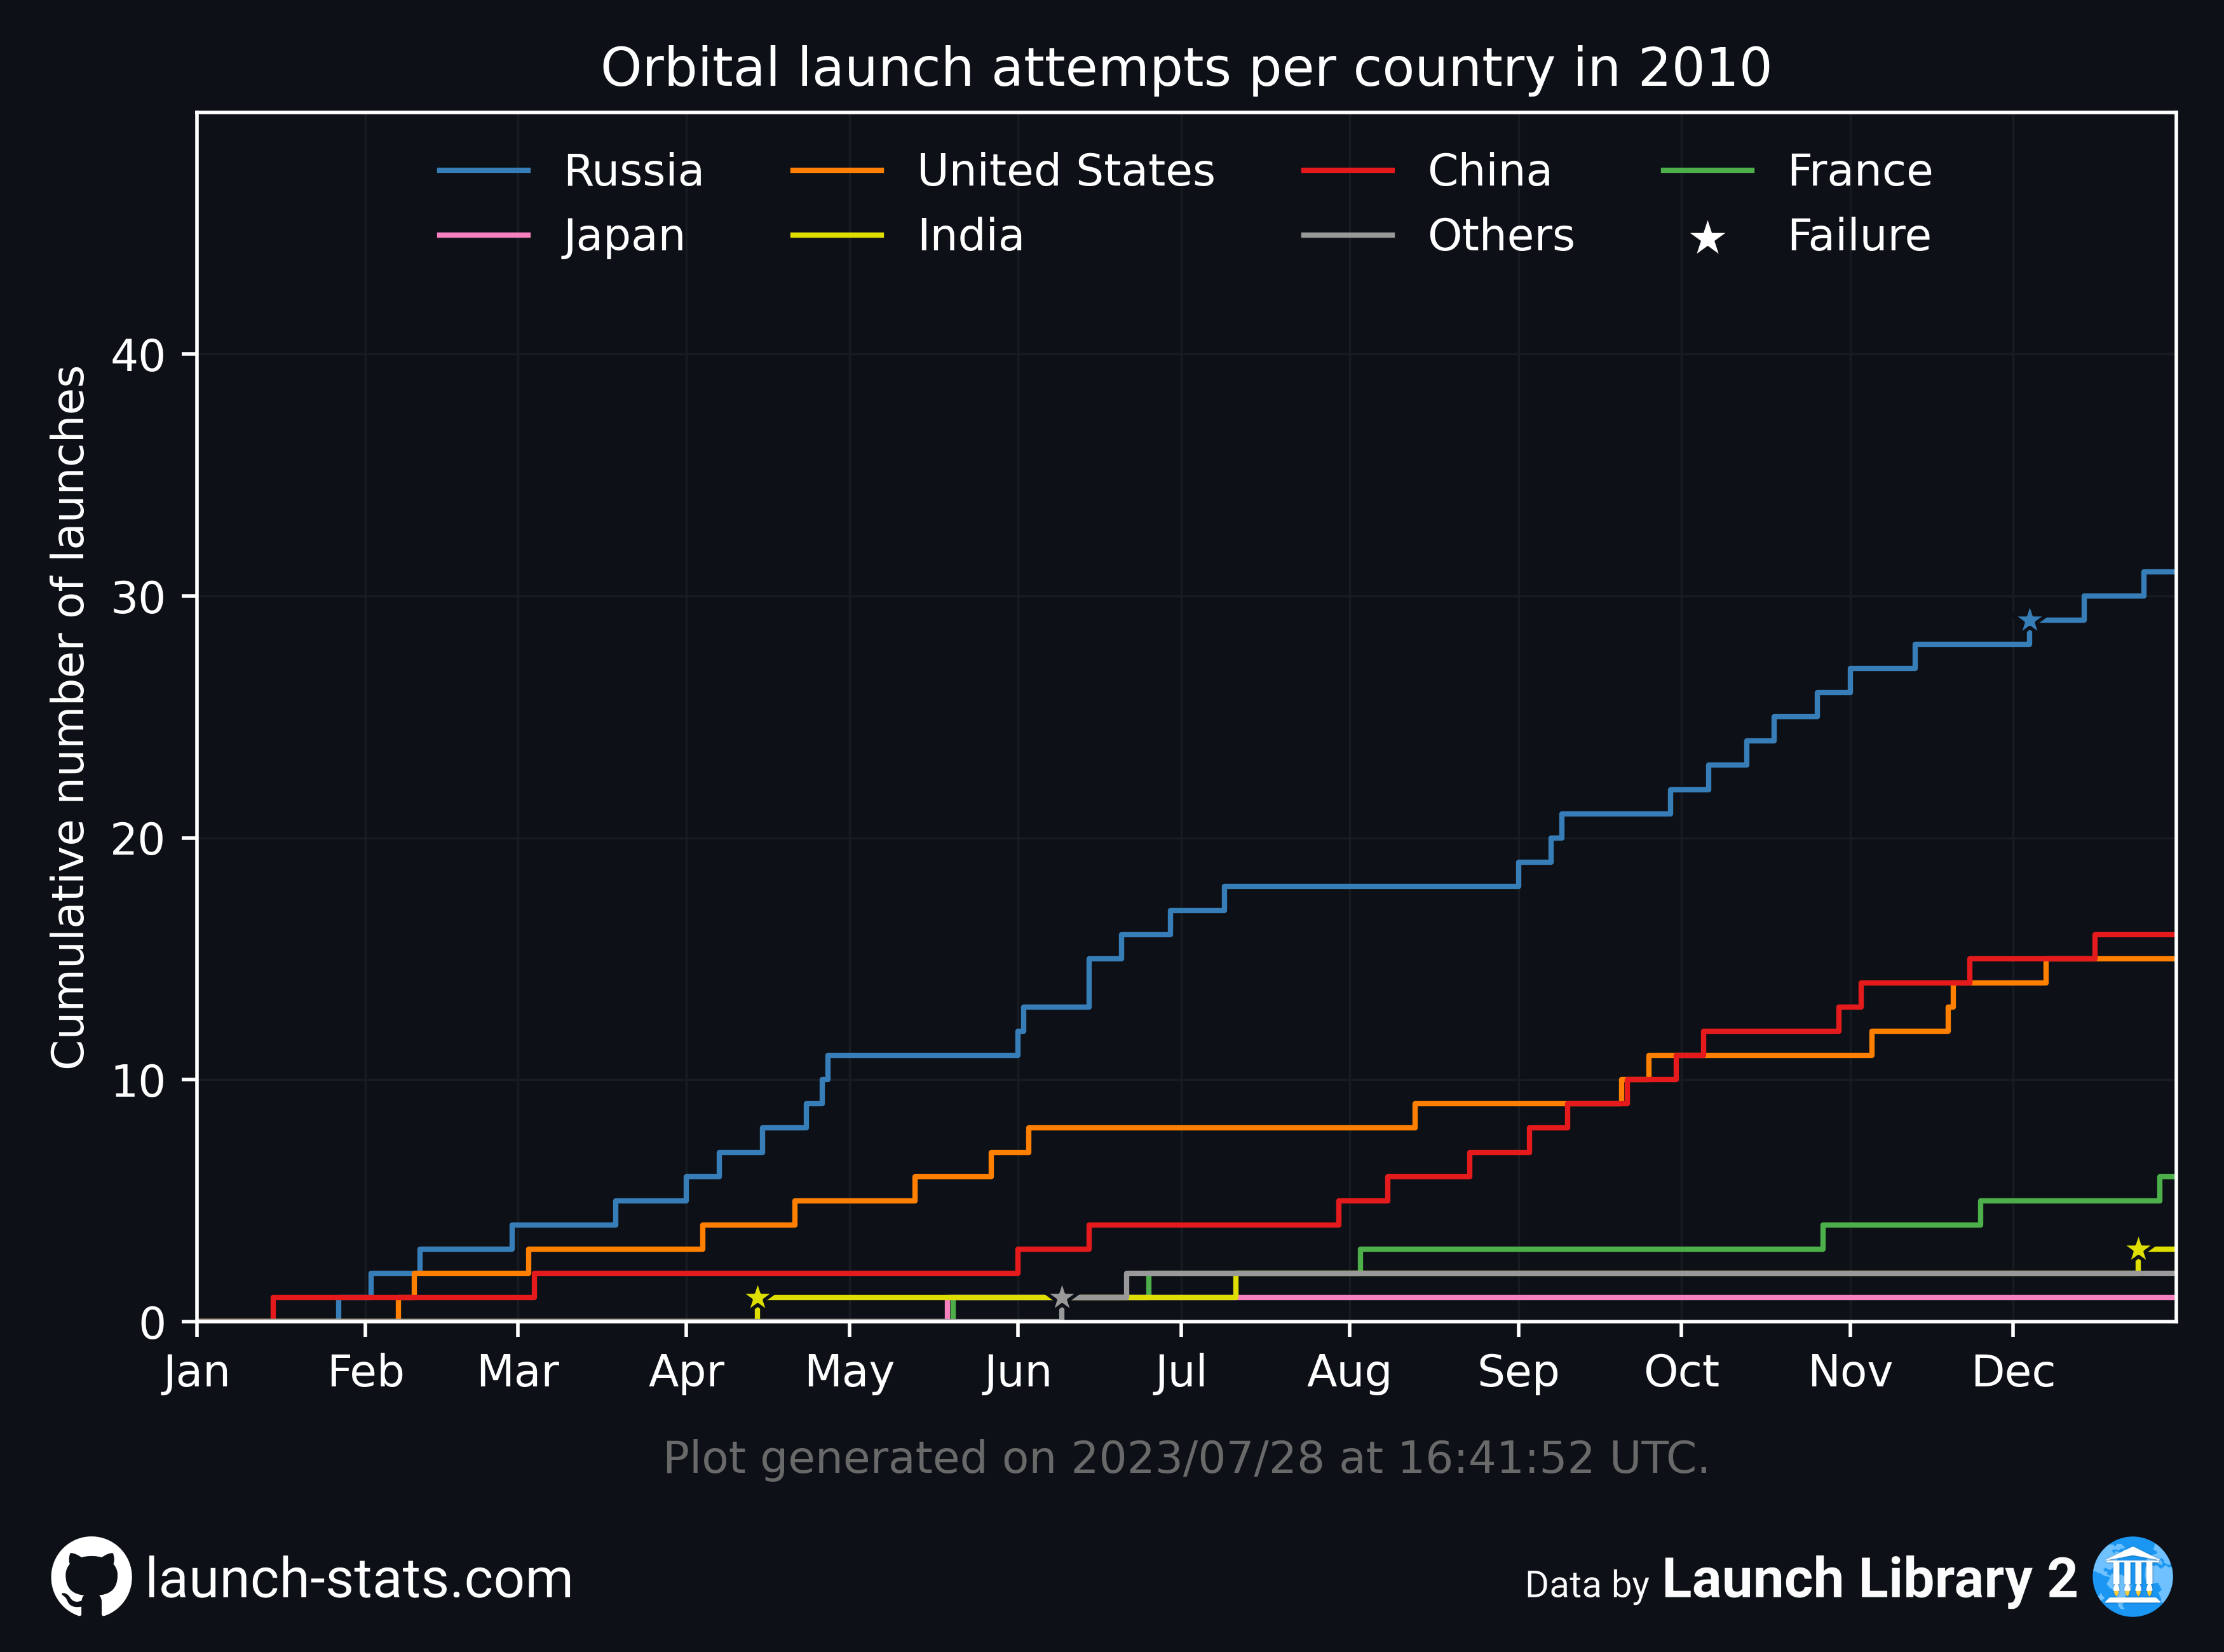 Orbital launch attempts per country in 2010
Russia United States China France
Japan India Others Failure
Cumulative number of launches
40
30
20
10
0
Jan Feb Mar Apr May Jun Jul Aug Sep Oct Nov Dec
Plot generated on 2023/07/28 at 16:41:52 UTC.
launch-stats.com
Data by Launch Library 2